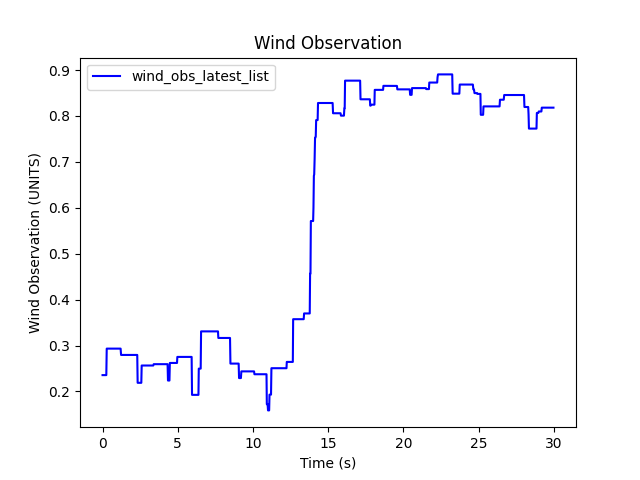 Wind Observation
wind_obs_latest_list
Wind Observation (UNITS)
0.9
0.8
0.7
0.6
0.5
0.4
0.3
0.2
0 5 10 15 20 25 30
Time (s)